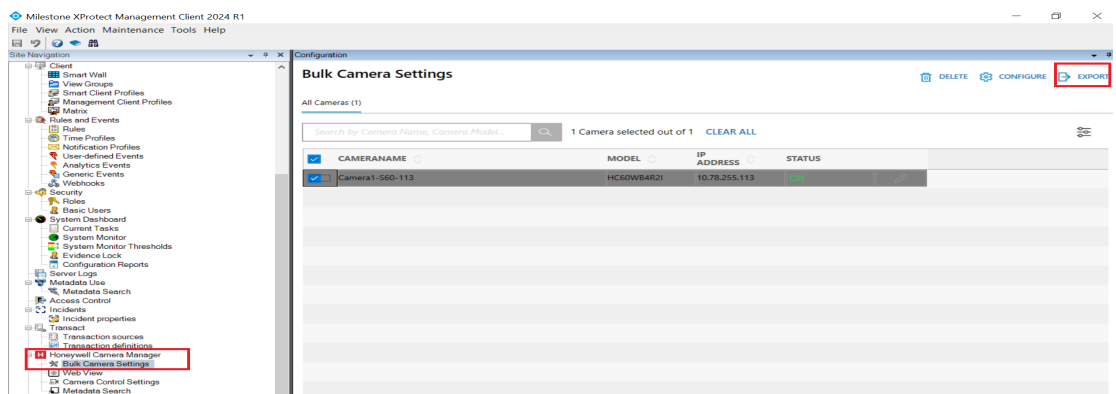 Milestone XProtect Management Client 2024 R1
File View Action Maintenance Tools Help
Site Navigation
Client
Smart Wall
View Groups
Smart Client Profiles
Management Client Profiles
Matrix
Rules and Events
Rules
Time Profiles
Notification Profiles
User-defined Events
Analytics Events
Generic Events
Webhooks
Security
Roles
Basic Users
System Dashboard
Current Tasks
System Monitor
System Monitor Thresholds
Evidence Lock
Configuration Reports
Server Logs
Metadata Use
Metadata Search
Access Control
Incidents
Incident properties
Transact
Transaction sources
Transaction definitions
Honeywell Camera Manager
Bulk Camera Settings
Web View
Camera Control Settings
Metadata Search
Configuration
Bulk Camera Settings
DELETE CONFIGURE EXPORT
All Cameras (1)
Search by Camera Name, Camera Model... 1 Camera selected out of 1 CLEAR ALL
CAMERANAME MODEL IP ADDRESS STATUS
Camera1-S60-113 HC60WB4R2I 10.78.255.113